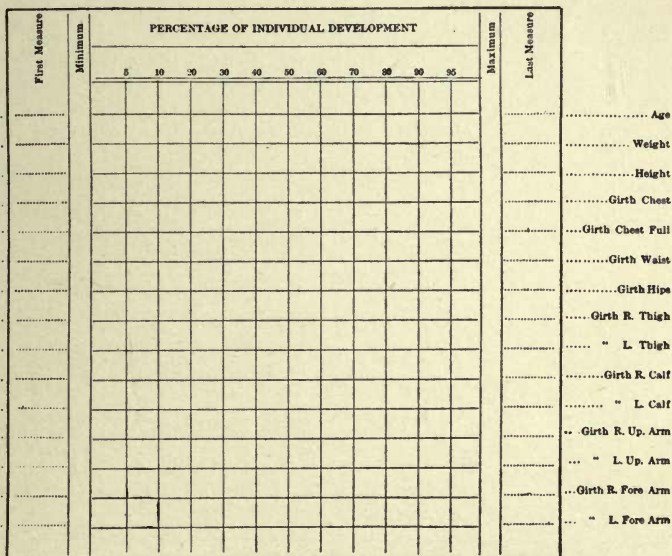 First Measure
Minimum
PERCENTAGE OF INDIVIDUAL DEVELOPMENT
Maximum
Last Measure
5 10 20 30 40 50 60 70 80 90 95
Age
Weight
Height
Girth Chest
Girth Chest Full
Girth Waist
Girth Hips
Girth R. Thigh
" L. Thigh
Girth R. Calf
" L. Calf
Girth R. Up. Arm
" L. Up. Arm
Girth R. Fore Arm
" L. Fore Arm